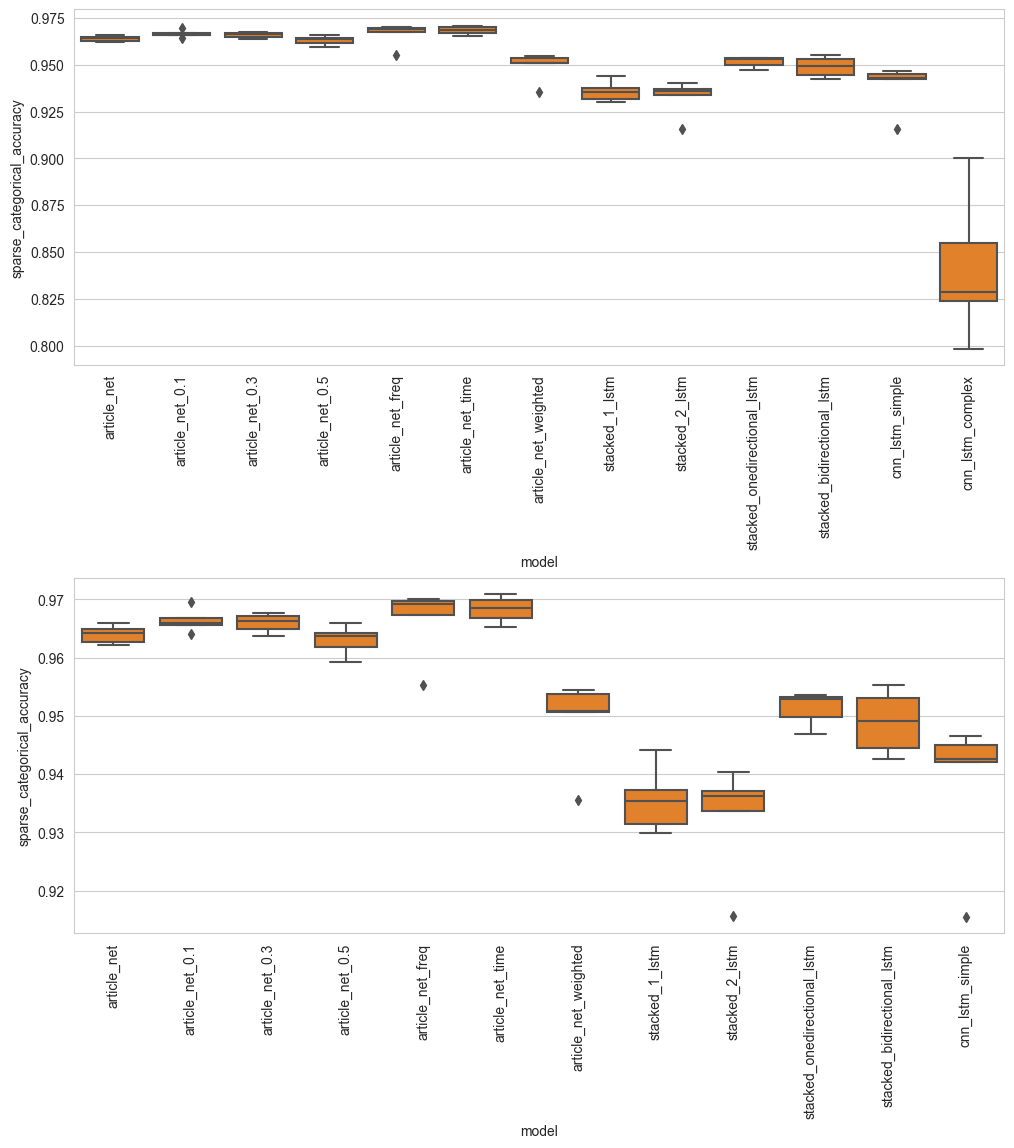 0.975
0.950
0.925
0.900
0.875
0.850
0.825
0.800
sparse_categorical_accuracy
article_net
article_net_0.1
article_net_0.3
article_net_0.5
article_net_freq
article_net_time
article_net_weighted
stacked_1_lstm
stacked_2_lstm
stacked_onedirectional_lstm
stacked_bidirectional_lstm
cnn_lstm_simple
cnn_lstm_complex
model
0.97
0.96
0.95
0.94
0.93
0.92
sparse_categorical_accuracy
article_net
article_net_0.1
article_net_0.3
article_net_0.5
article_net_freq
article_net_time
article_net_weighted
stacked_1_lstm
stacked_2_lstm
stacked_onedirectional_lstm
stacked_bidirectional_lstm
cnn_lstm_simple
model